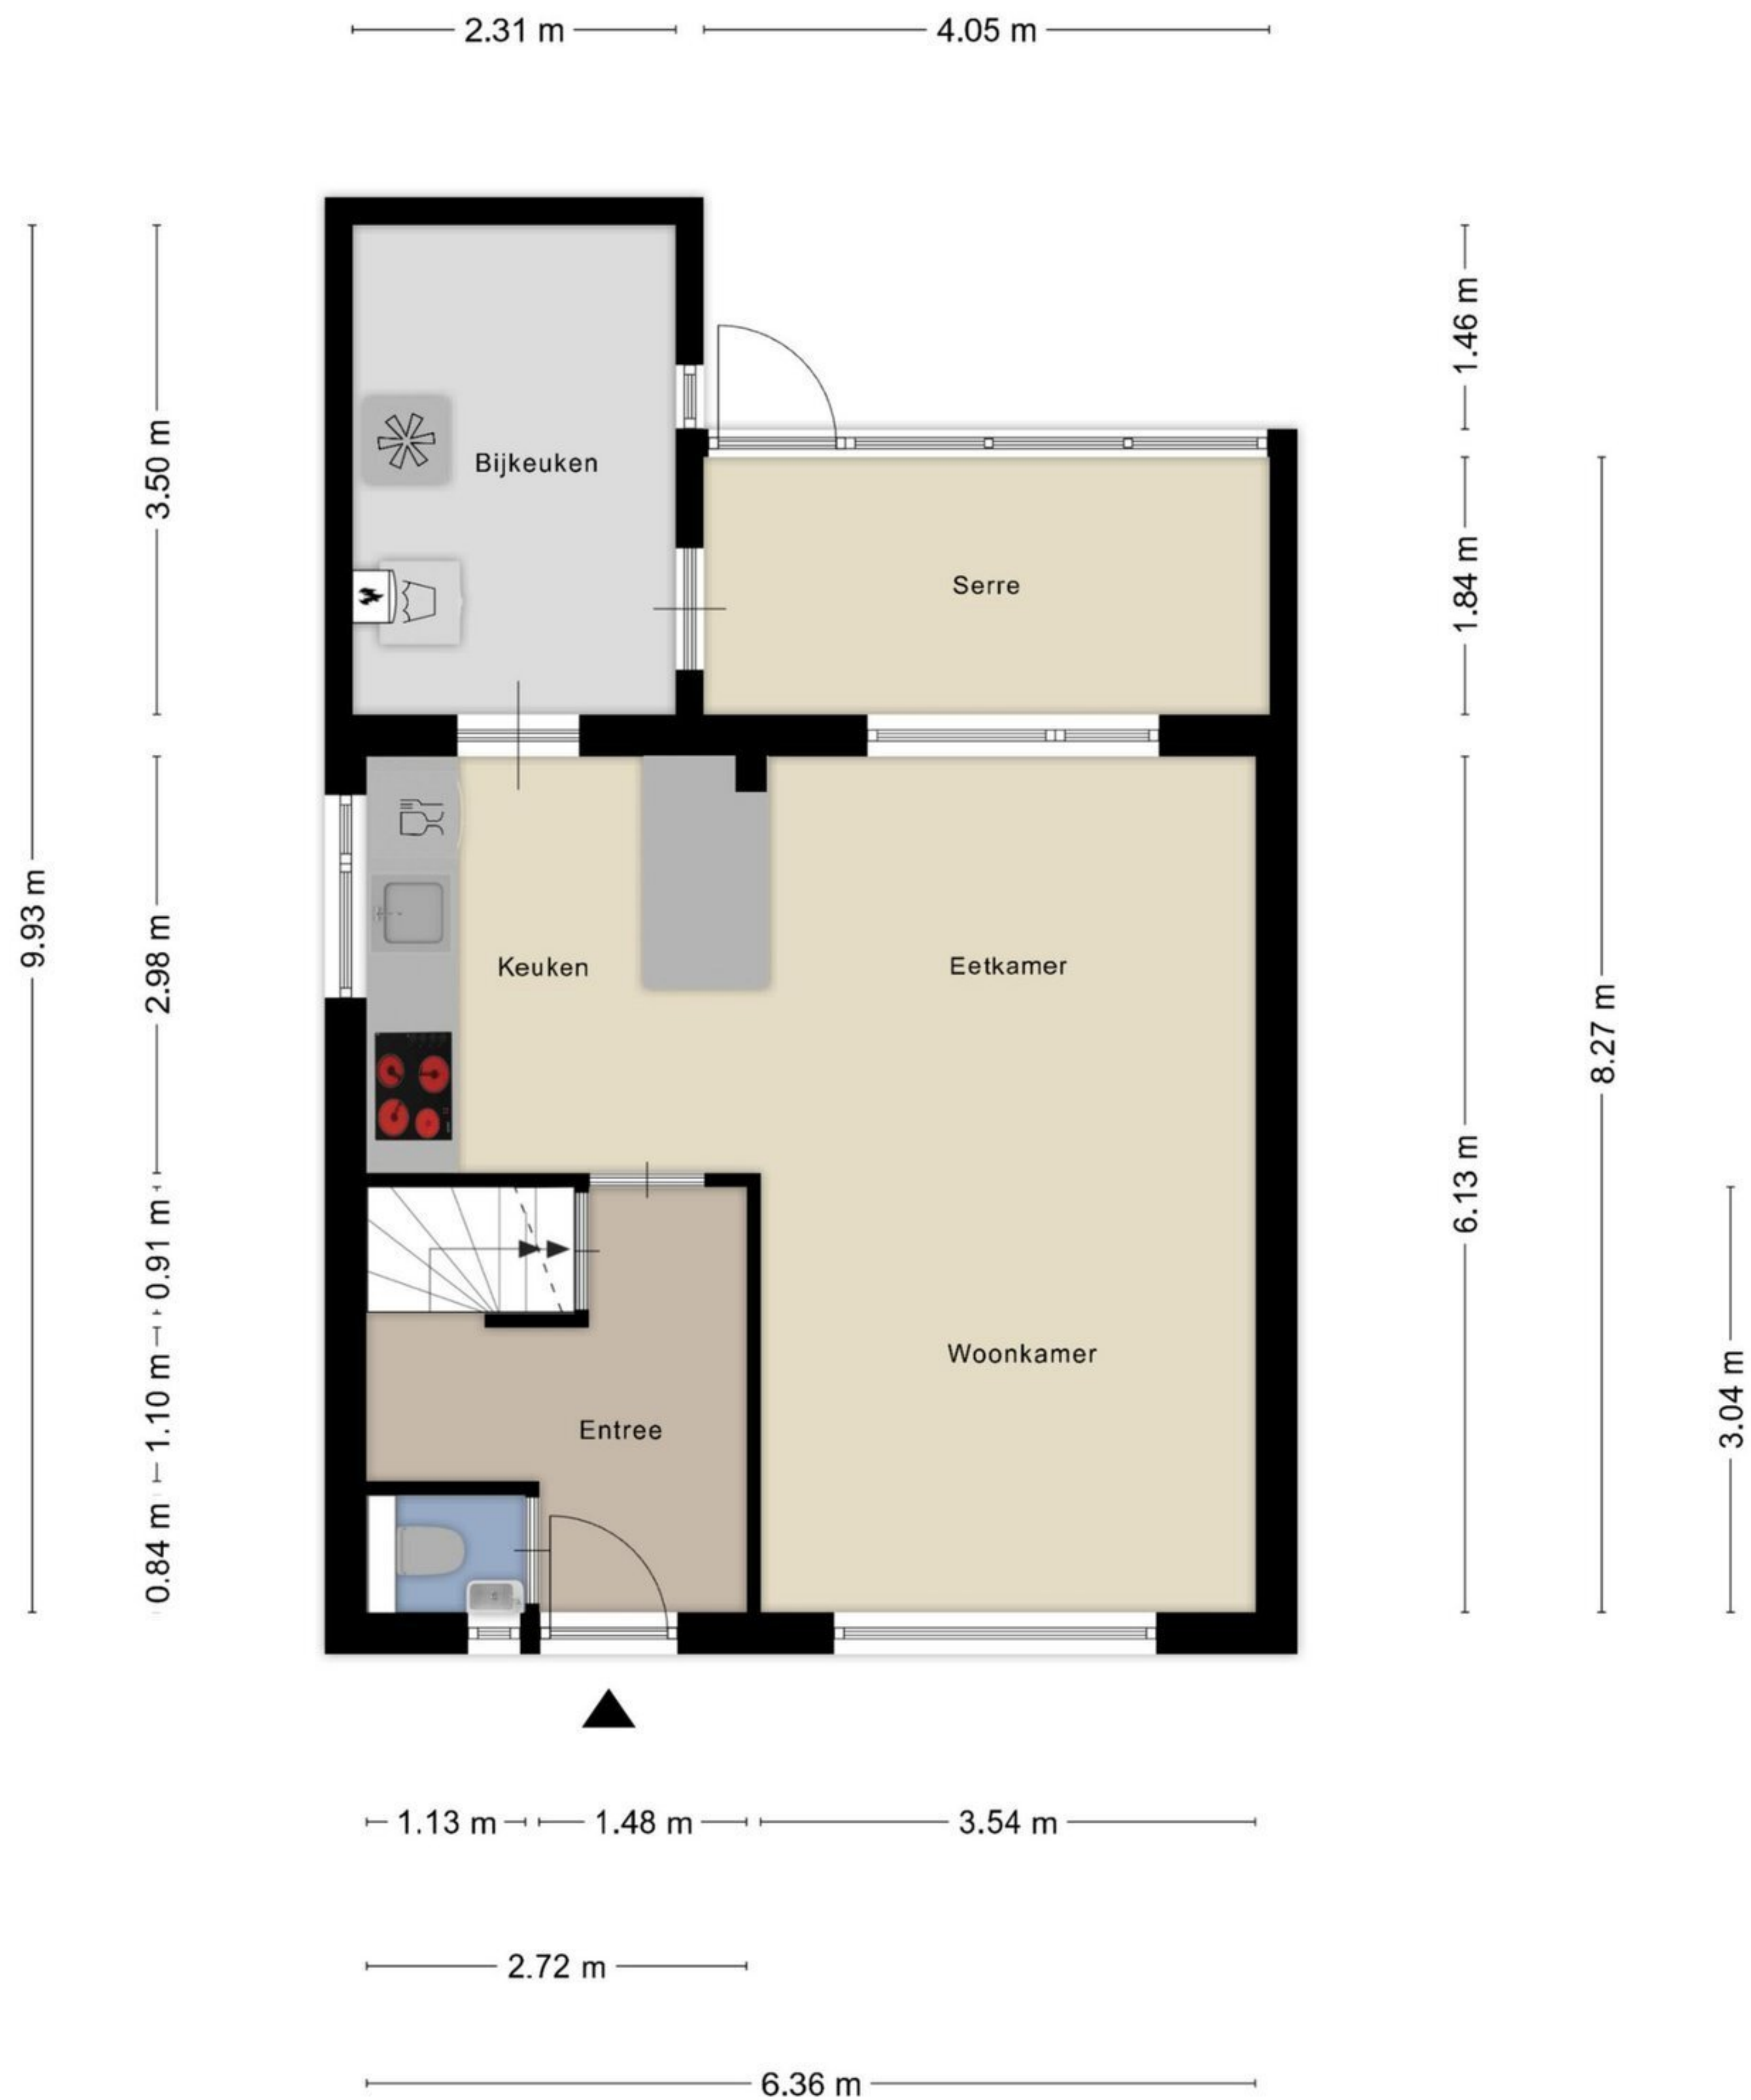 2.31 m
4.05 m
1.46 m
3.50 m
Bijkeuken
Serre
1.84 m
9.93 m
2.98 m
Keuken
Eetkamer
8.27 m
6.13 m
0.91 m
Woonkamer
3.04 m
1.10 m
Entree
0.84 m
1.13 m
1.48 m
3.54 m
2.72 m
6.36 m